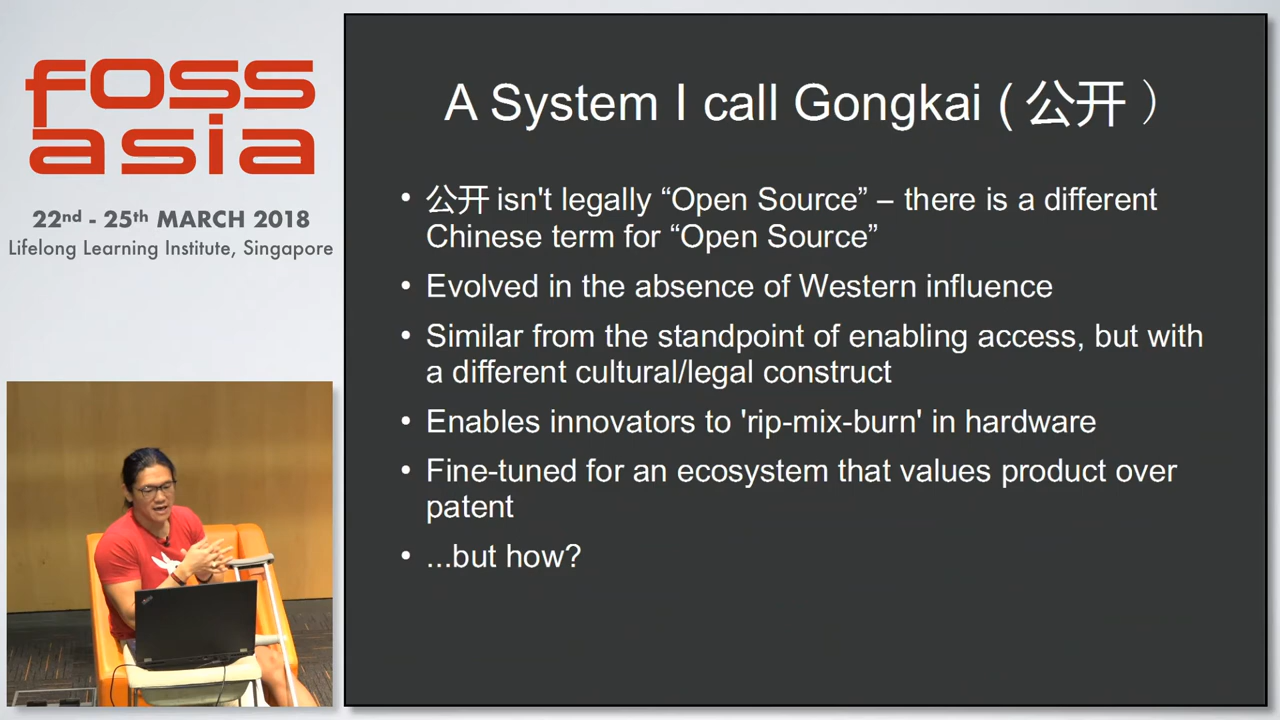 foss
asia
22nd - 25th MARCH 2018
Lifelong Learning Institute, Singapore
A System I call Gongkai ( 公开 ）
• 公开 isn't legally “Open Source” – there is a different
Chinese term for “Open Source”
• Evolved in the absence of Western influence
• Similar from the standpoint of enabling access, but with
a different cultural/legal construct
• Enables innovators to 'rip-mix-burn' in hardware
• Fine-tuned for an ecosystem that values product over
patent
• ...but how?